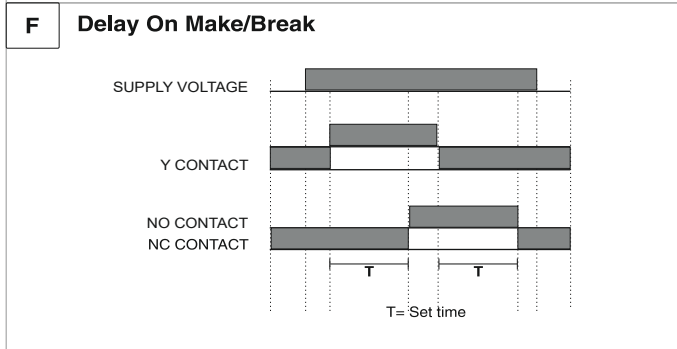 F Delay On Make/Break
SUPPLY VOLTAGE
Y CONTACT
NO CONTACT
NC CONTACT
T T
T= Set time